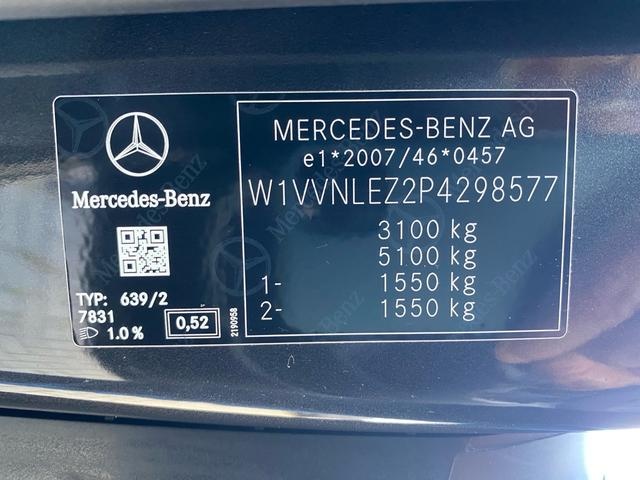 Mercedes-Benz
TYP: 639/2
7831
1.0 %
0,52
2190958
MERCEDES-BENZ AG
e1*2007/46*0457
W1VVNLEZ2P4298577
3100 kg
5100 kg
1- 1550 kg
2- 1550 kg